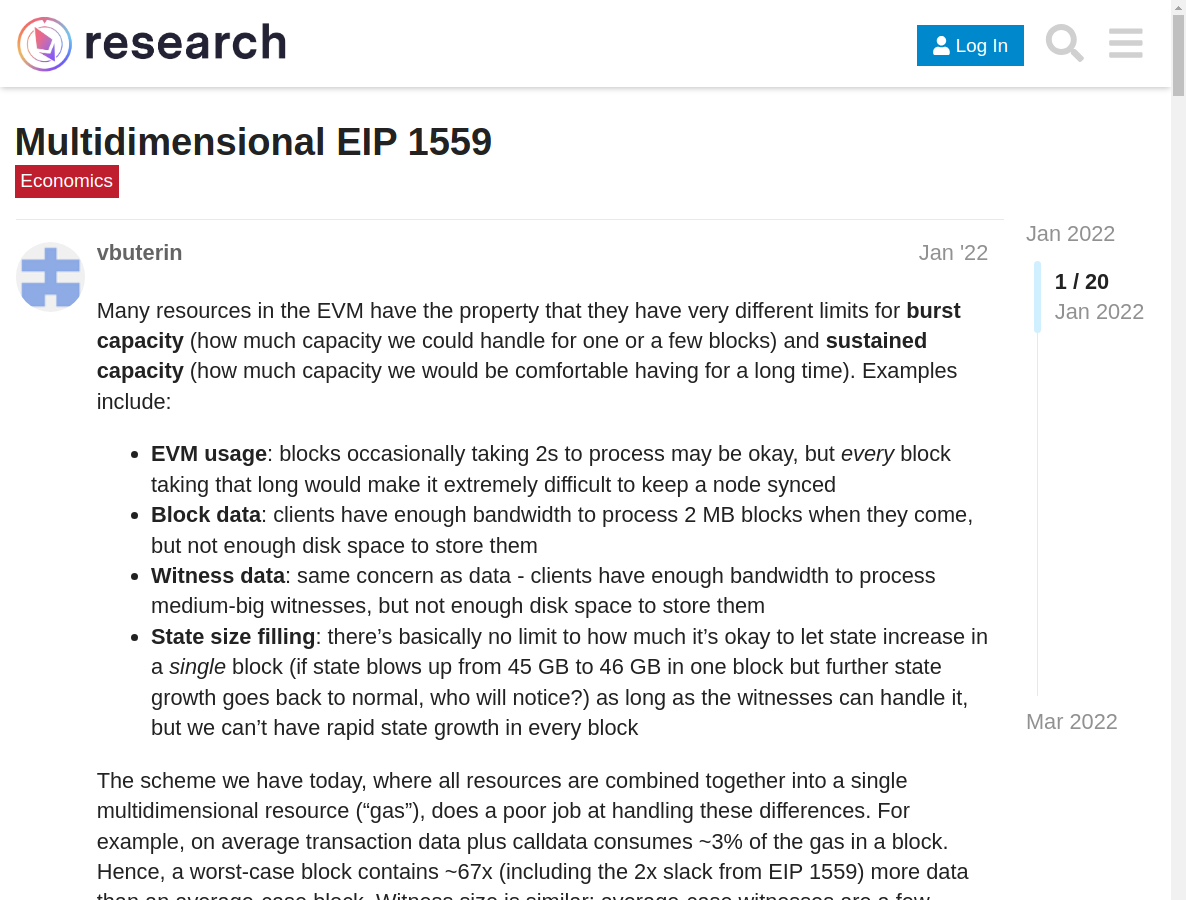 research
Log In
Multidimensional EIP 1559
Economics
Jan 2022
vbuterin
Jan '22
1 / 20
Jan 2022
Many resources in the EVM have the property that they have very different limits for burst
capacity (how much capacity we could handle for one or a few blocks) and sustained
capacity (how much capacity we would be comfortable having for a long time). Examples
include:
EVM usage: blocks occasionally taking 2s to process may be okay, but every block
taking that long would make it extremely difficult to keep a node synced
Block data: clients have enough bandwidth to process 2 MB blocks when they come,
but not enough disk space to store them
Witness data: same concern as data - clients have enough bandwidth to process
medium-big witnesses, but not enough disk space to store them
State size filling: there’s basically no limit to how much it’s okay to let state increase in
a single block (if state blows up from 45 GB to 46 GB in one block but further state
growth goes back to normal, who will notice?) as long as the witnesses can handle it,
but we can’t have rapid state growth in every block
Mar 2022
The scheme we have today, where all resources are combined together into a single
multidimensional resource (“gas”), does a poor job at handling these differences. For
example, on average transaction data plus calldata consumes ~3% of the gas in a block.
Hence, a worst-case block contains ~67x (including the 2x slack from EIP 1559) more data
than an average-case block. Witness size is similar: average-case witnesses are a few